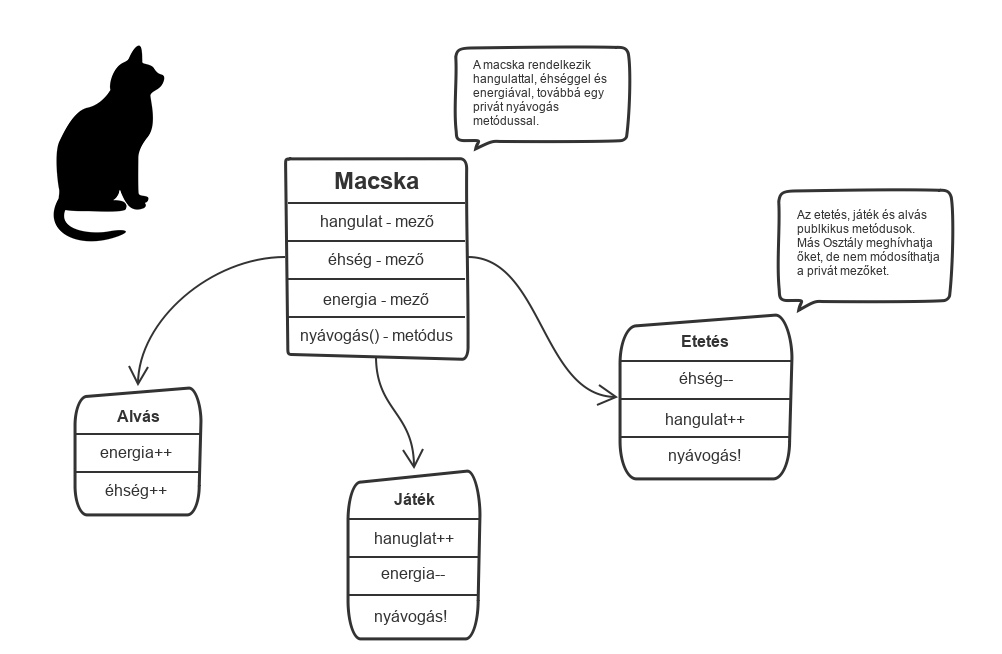 A macska rendelkezik
hangulattal, éhséggel és
energiával, továbbá egy
privát nyávogás
metódussal.
Macska
hangulat - mező
éhség - mező
energia - mező
nyávogás() - metódus
Az etetés, játék és alvás
publkikus metódusok.
Más Osztály meghívhatja
őket, de nem módosíthatja
a privát mezőket.
Etetés
éhség--
hangulat++
nyávogás!
Alvás
energia++
éhség++
Játék
hanuglat++
energia--
nyávogás!